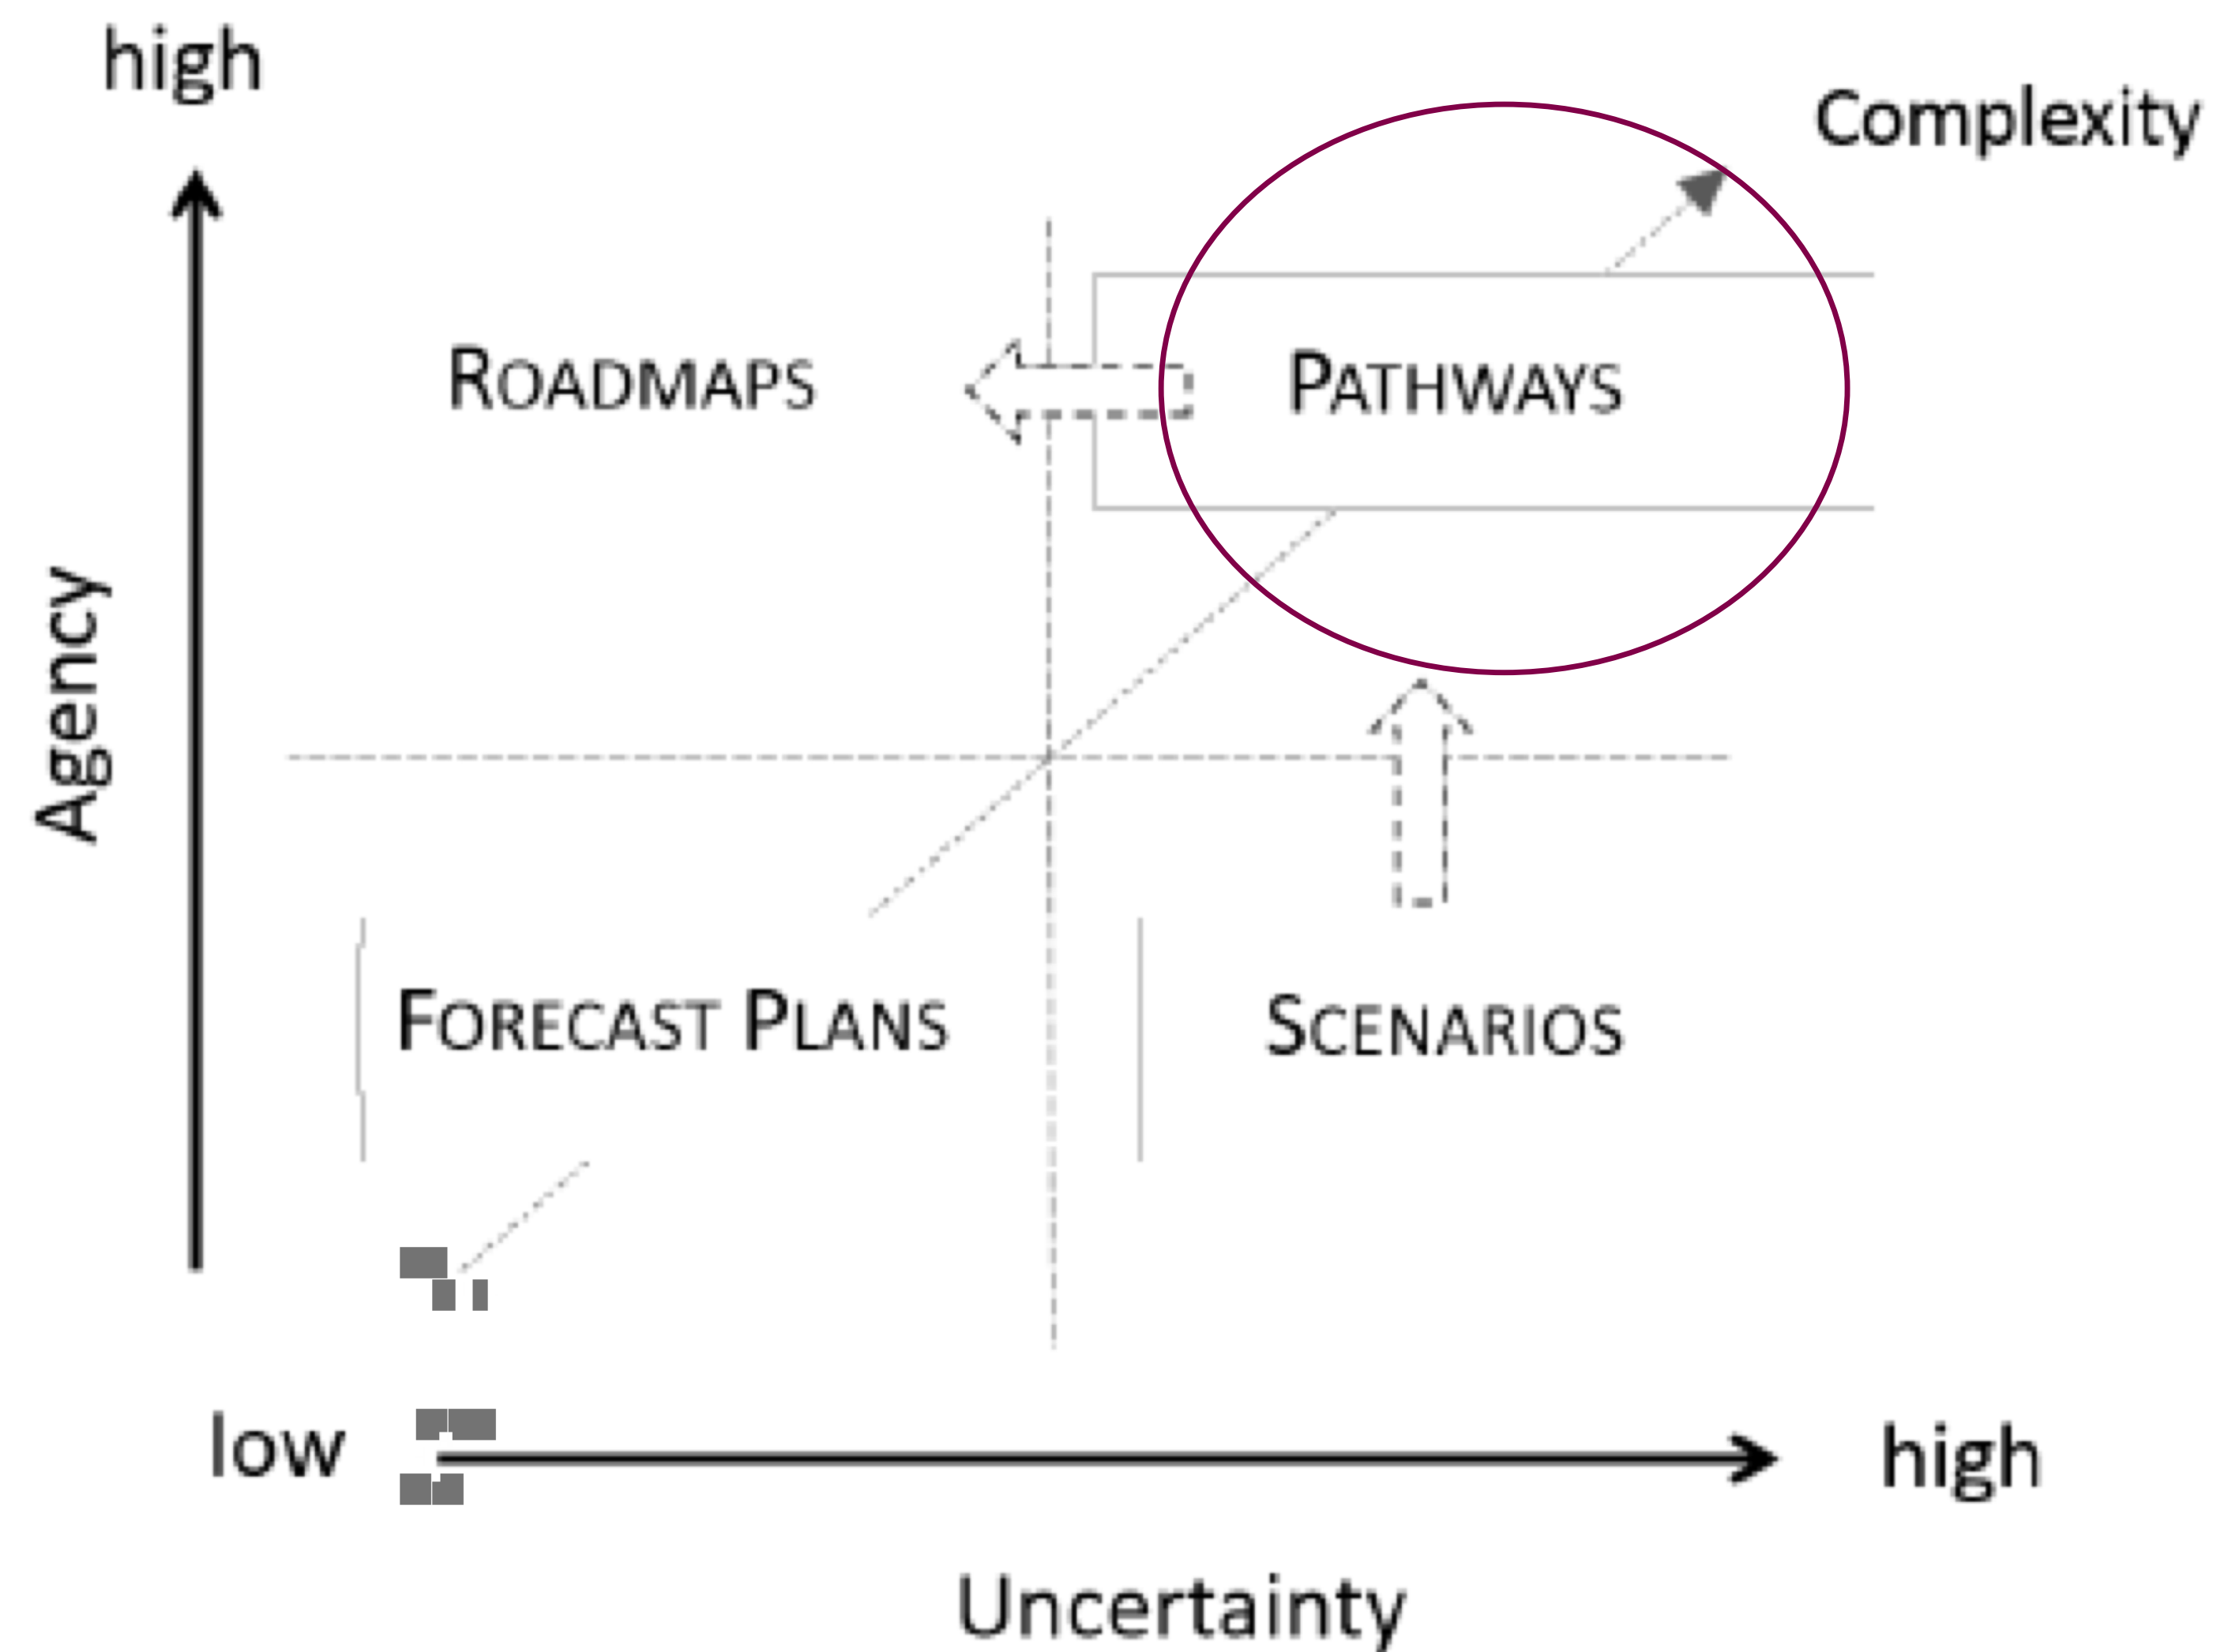 high
Complexity
ROADMAPS
PATHWAYS
Agency
FORECAST PLANS
SCENARIOS
low
high
Uncertainty